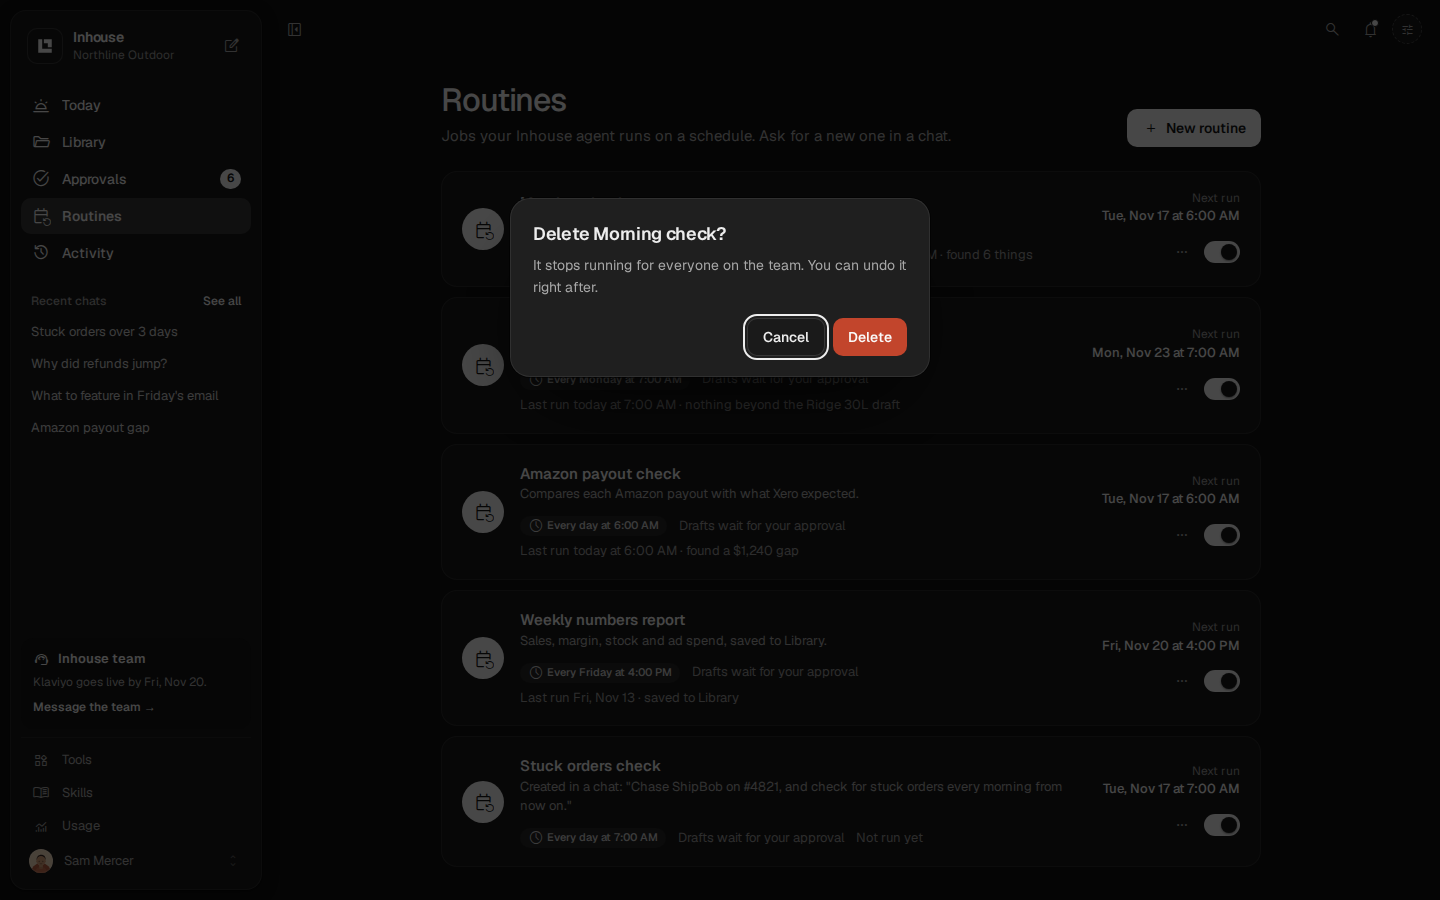 Inhouse
Northline Outdoor
Today
Library
Approvals
6
Routines
Activity
Recent chats
See all
Stuck orders over 3 days
Why did refunds jump?
What to feature in Friday's email
Amazon payout gap
Inhouse team
Klaviyo goes live by Fri, Nov 20.
Message the team →
Tools
Skills
Usage
Sam Mercer
Routines
Jobs your Inhouse agent runs on a schedule. Ask for a new one in a chat.
+ New routine
Next run
Tue, Nov 17 at 6:00 AM
· found 6 things
Delete Morning check?
It stops running for everyone on the team. You can undo it
right after.
Cancel
Delete
Next run
Mon, Nov 23 at 7:00 AM
Every Monday at 7:00 AM
Drafts wait for your approval
Last run today at 7:00 AM · nothing beyond the Ridge 30L draft
Amazon payout check
Compares each Amazon payout with what Xero expected.
Every day at 6:00 AM
Drafts wait for your approval
Last run today at 6:00 AM · found a $1,240 gap
Next run
Tue, Nov 17 at 6:00 AM
Weekly numbers report
Sales, margin, stock and ad spend, saved to Library.
Every Friday at 4:00 PM
Drafts wait for your approval
Last run Fri, Nov 13 · saved to Library
Next run
Fri, Nov 20 at 4:00 PM
Stuck orders check
Created in a chat: "Chase ShipBob on #4821, and check for stuck orders every morning from
now on."
Every day at 7:00 AM
Drafts wait for your approval
Not run yet
Next run
Tue, Nov 17 at 7:00 AM